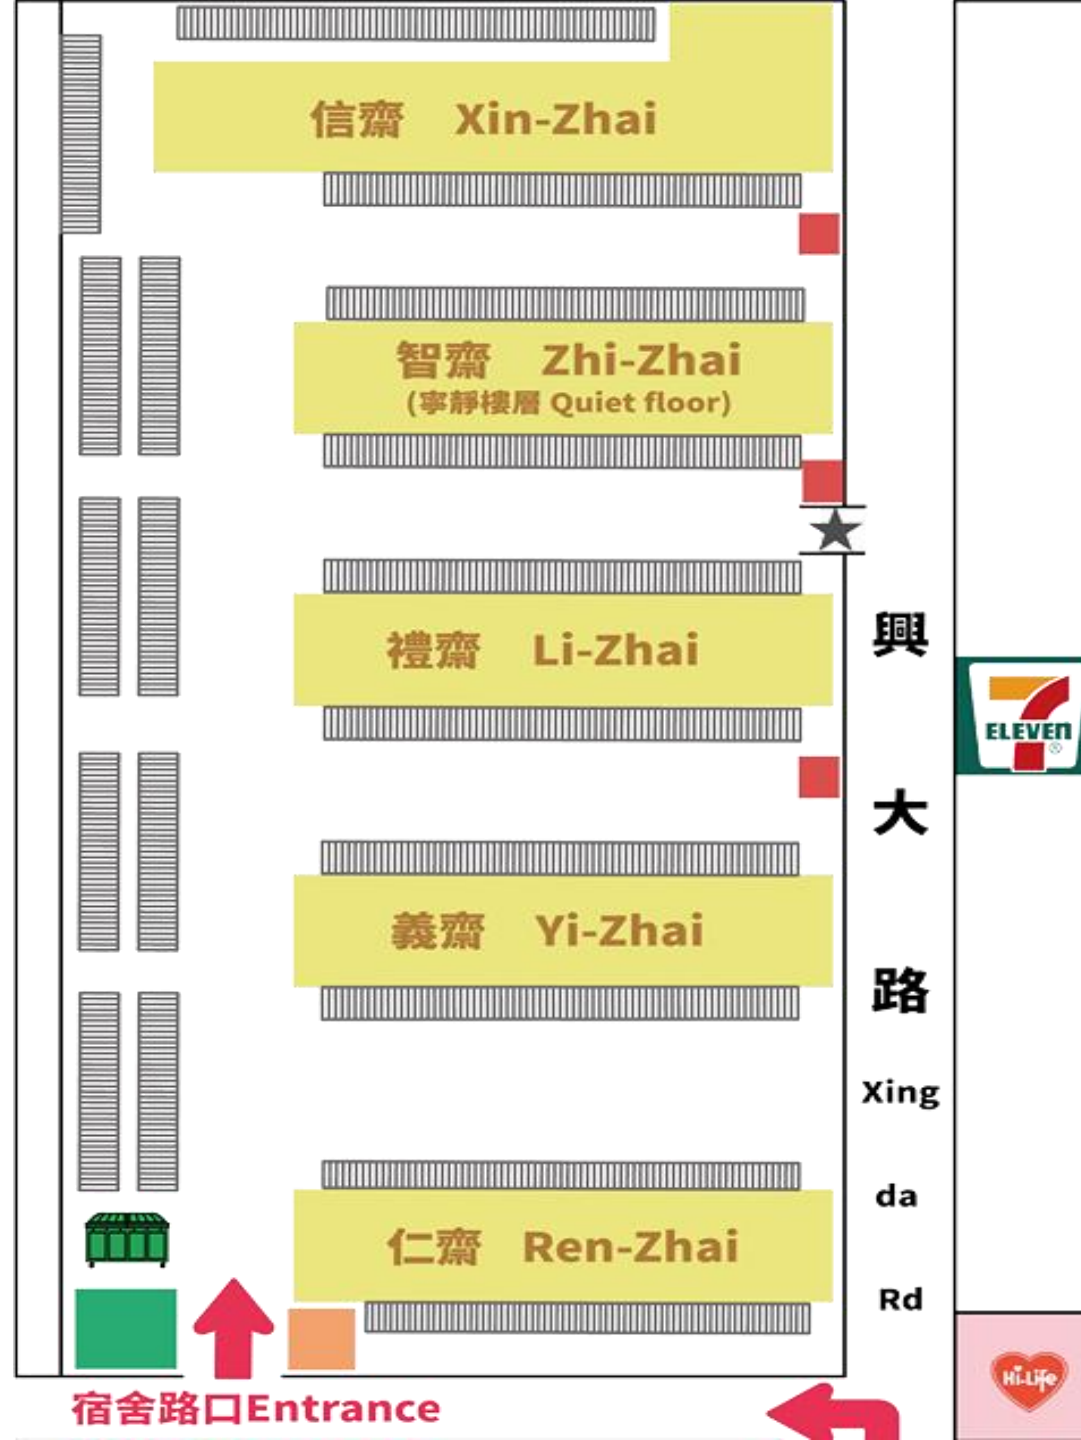 信齋 Xin-Zhai
智齋 Zhi-Zhai
(寧靜樓層 Quiet floor)
禮齋 Li-Zhai
義齋 Yi-Zhai
仁齋 Ren-Zhai
興
大
路
Xing
da
Rd
7
ELEVEN
®
Hi-Life
宿舍路口Entrance